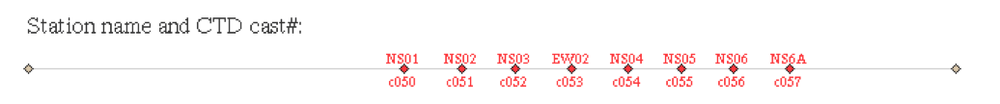 Station name and CTD cast#:
NS01 NS02 NS03 EW02 NS04 NS05 NS06 NS6A
c050 c051 c052 c053 c054 c055 c056 c057